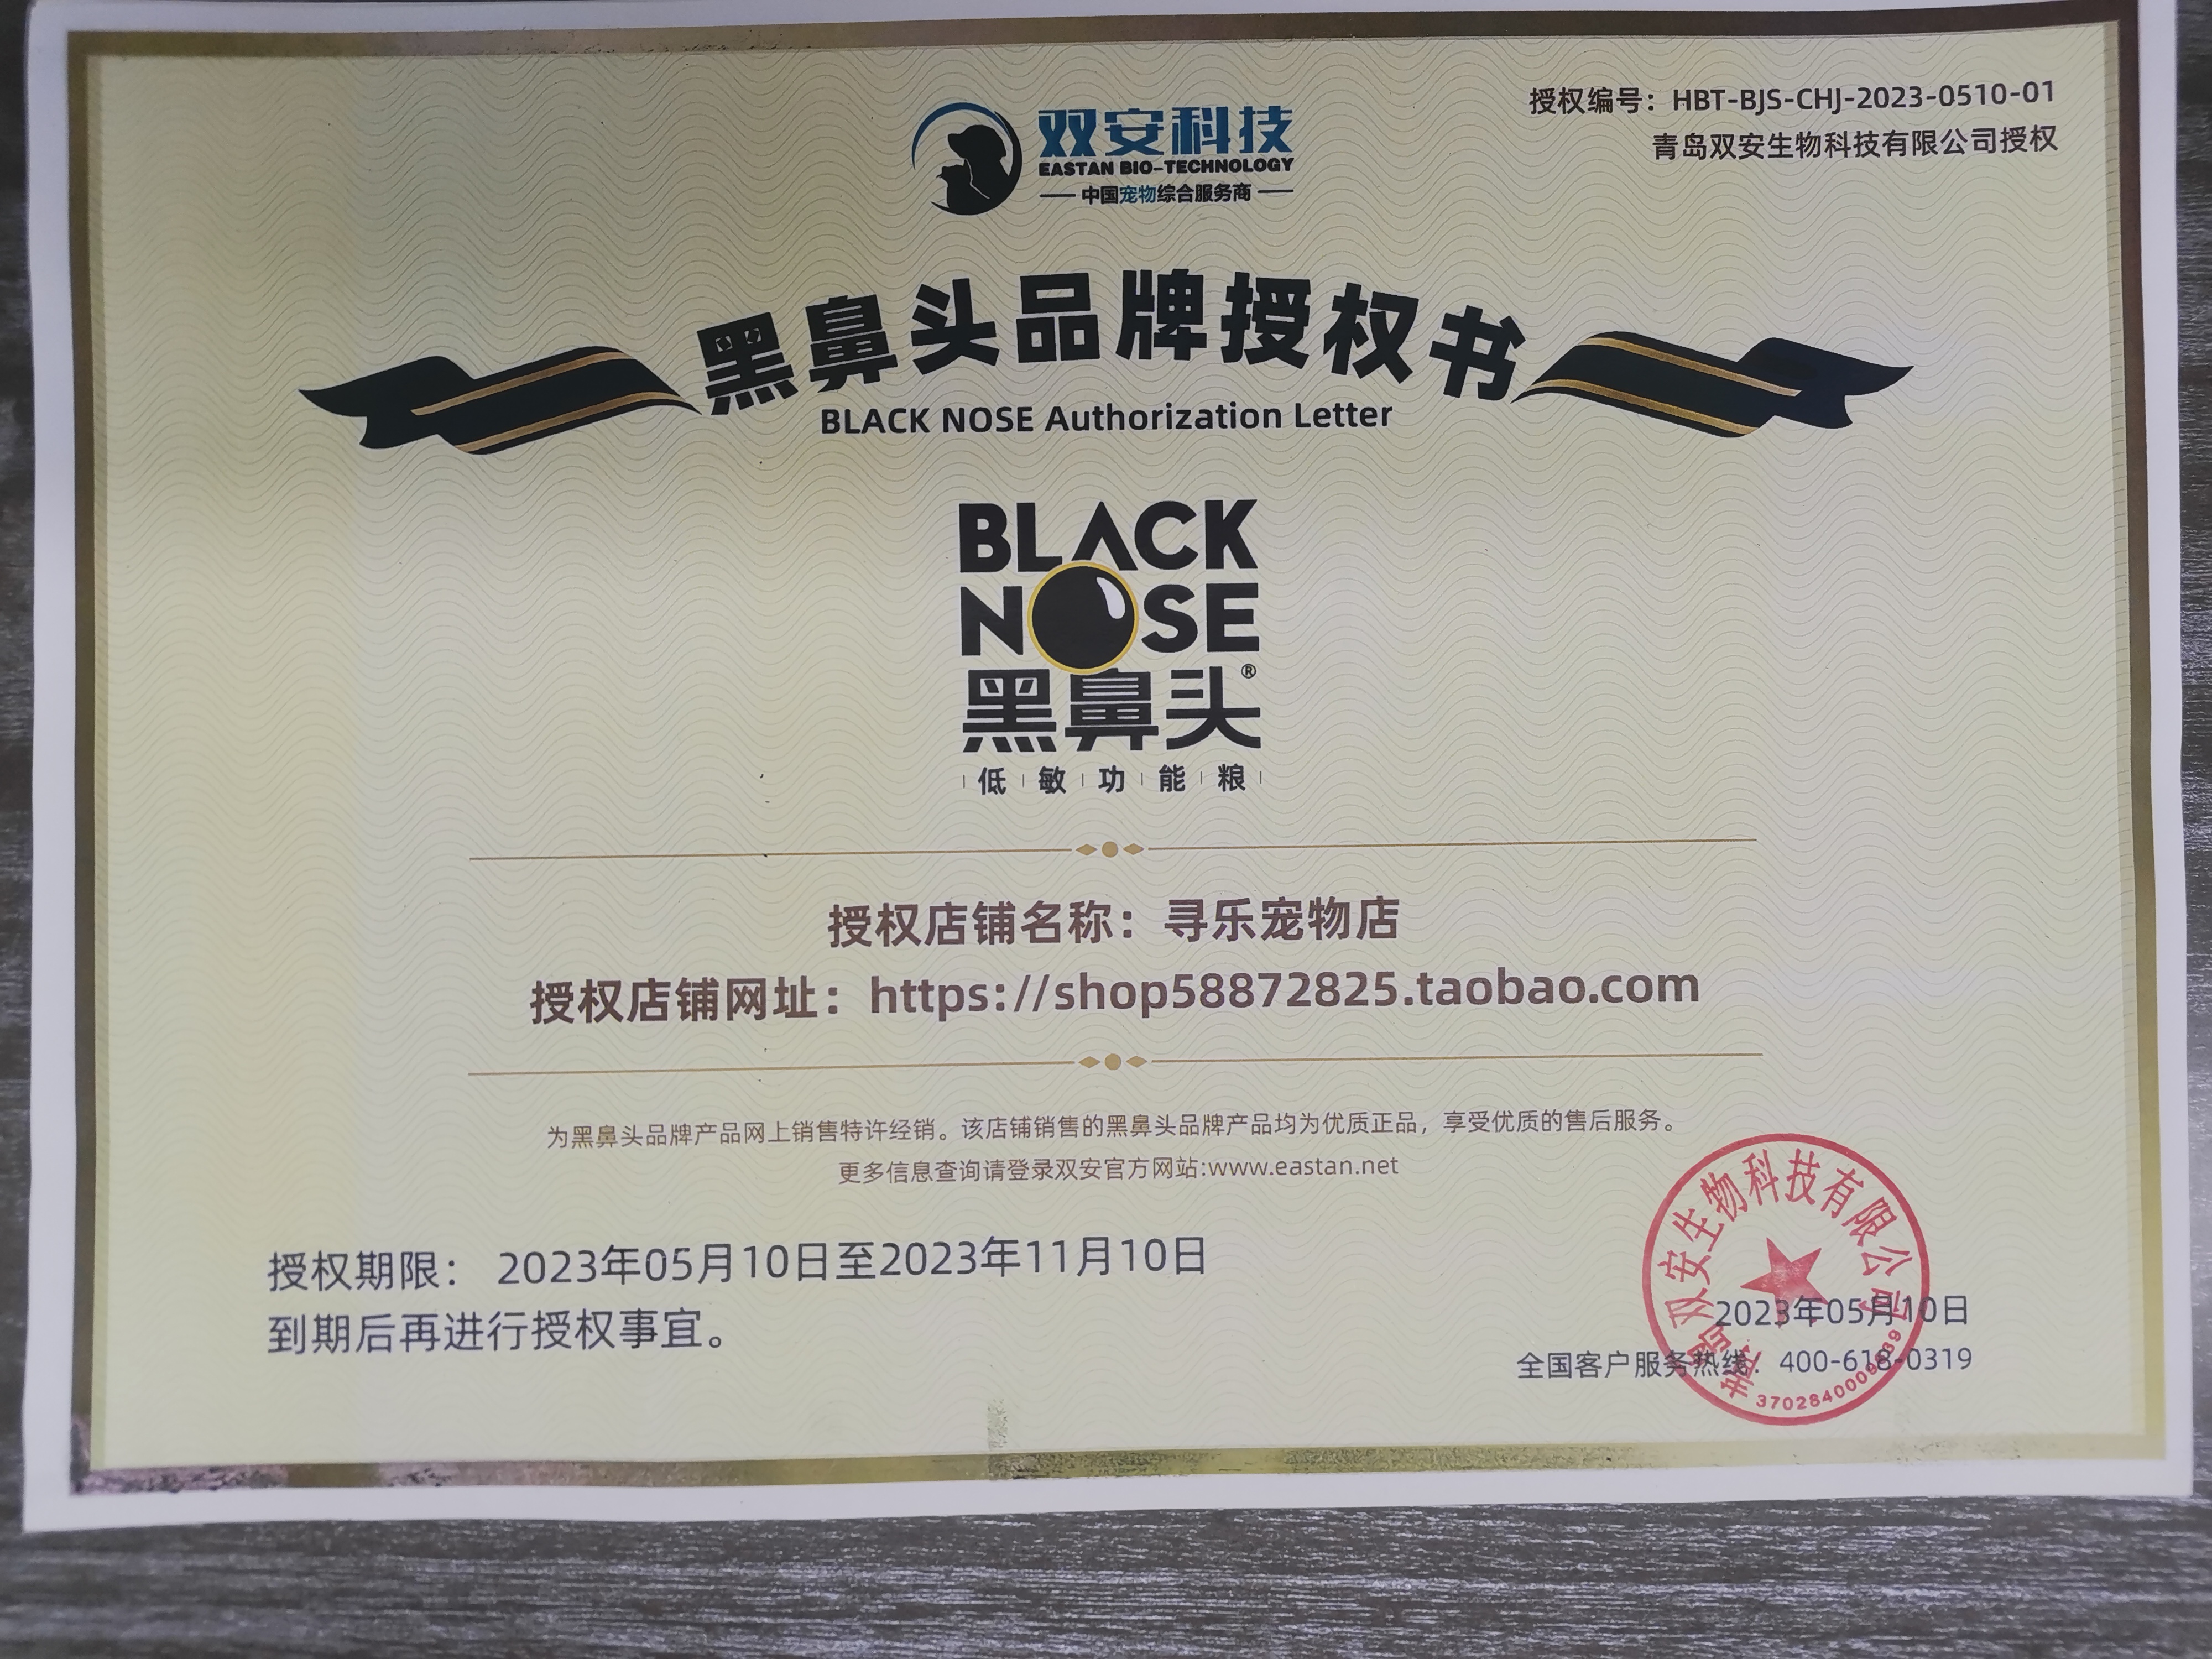 双安科技
EASTAN BIO-TECHNOLOGY
中国宠物综合服务商
授权编号：HBT-BJS-CHJ-2023-0510-01
青岛双安生物科技有限公司授权
黑鼻头品牌授权书
BLACK NOSE Authorization Letter
BLACK
NOSE
黑鼻头®
低敏功能粮
授权店铺名称：寻乐宠物店
授权店铺网址：https://shop58872825.taobao.com
为黑鼻头品牌产品网上销售特许经销。该店铺销售的黑鼻头品牌产品均为优质正品，享受优质的售后服务。
更多信息查询请登录双安官方网站:www.eastan.net
授权期限： 2023年05月10日至2023年11月10日
到期后再进行授权事宜。
青岛双安生物科技有限公司
2023年05月10日
全国客户服务热线：400-618-0319